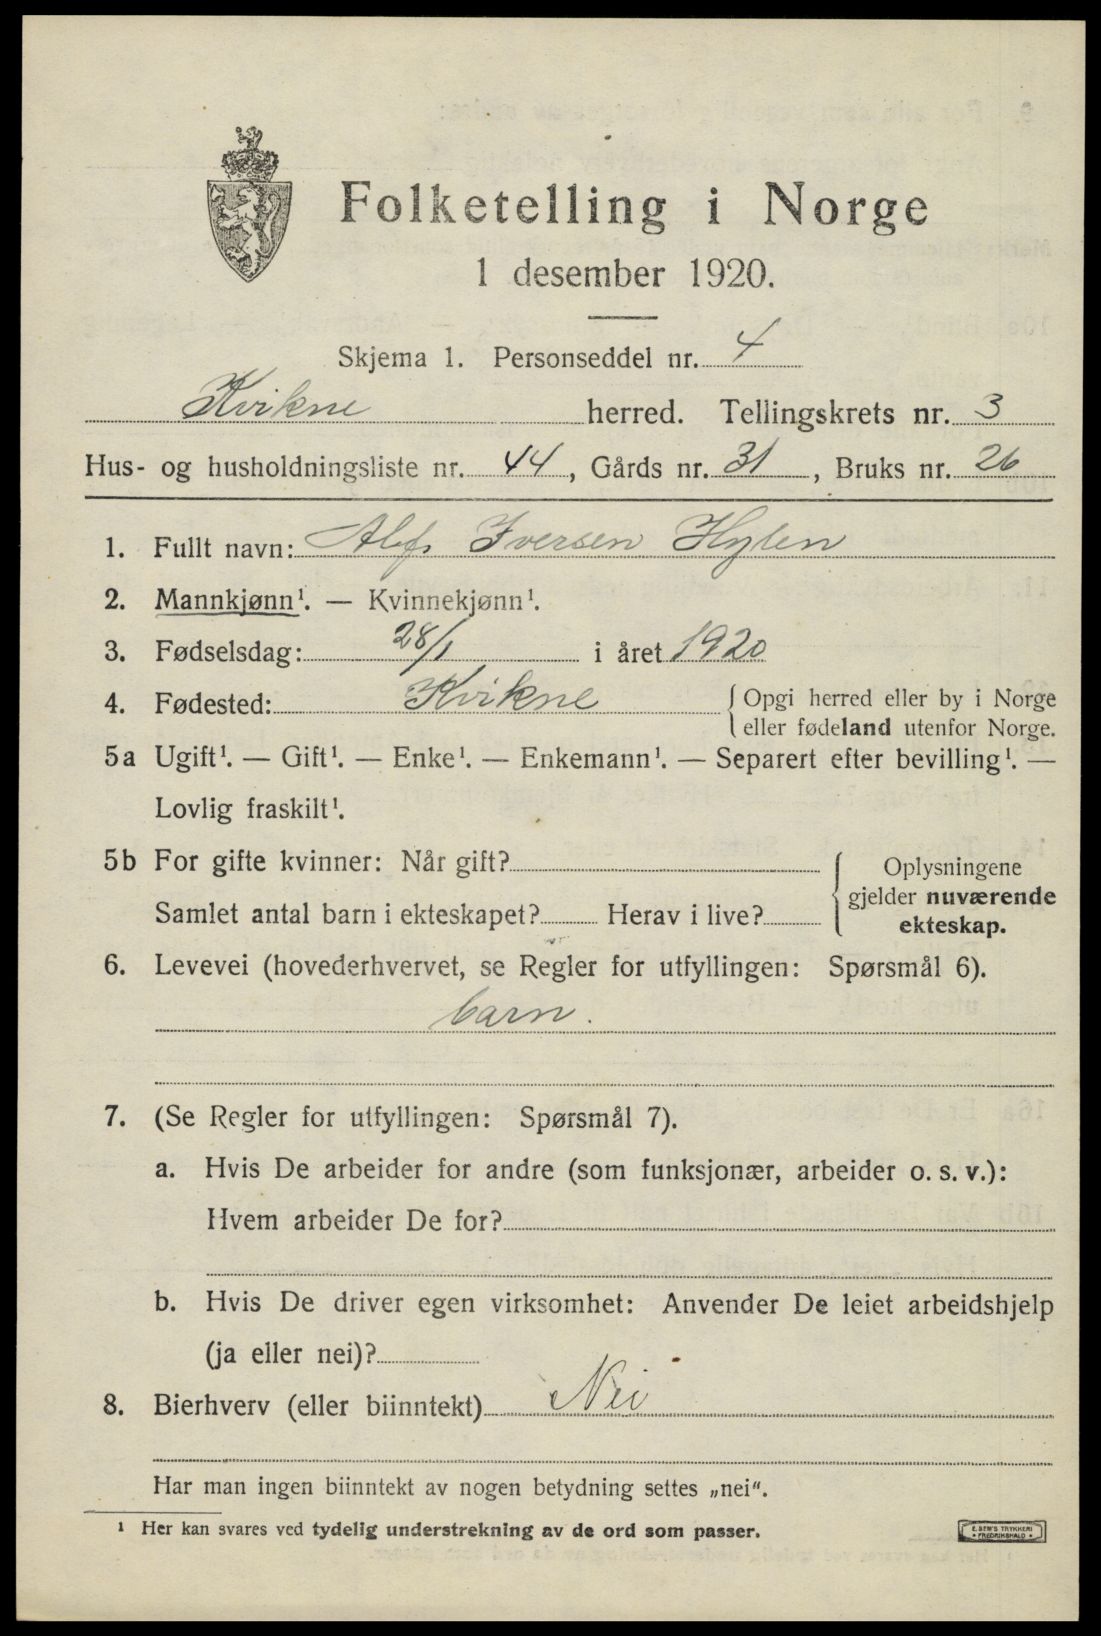 Folketelling i Norge
1 desember 1920.
Skjema 1. Personseddel nr. 4
Kvikne herred. Tellingskrets nr. 3
Hus- og husholdningsliste nr. 44, Gårds nr. 31, Bruks nr. 26
1. Fullt navn: Alf Iversen Hylen
2. Mannkjønn¹. — Kvinnekjønn¹.
3. Fødselsdag: 28/1 i året 1920
4. Fødested: Kvikne { Opgi herred eller by i Norge
eller fødeland utenfor Norge.
5a Ugift¹. — Gift¹. — Enke¹. — Enkemann¹. — Separert efter bevilling¹. —
Lovlig fraskilt¹.
5b For gifte kvinner: Når gift?
Samlet antal barn i ekteskapet? Herav i live?
{ Oplysningene
gjelder nuværende
ekteskap.
6. Levevei (hovederhvervet, se Regler for utfyllingen: Spørsmål 6).
barn.
7. (Se Regler for utfyllingen: Spørsmål 7).
a. Hvis De arbeider for andre (som funksjonær, arbeider o. s. v.):
Hvem arbeider De for?
b. Hvis De driver egen virksomhet: Anvender De leiet arbeidshjelp
(ja eller nei)?
8. Bierhverv (eller biinntekt) Nei
Har man ingen biinntekt av nogen betydning settes „nei".
¹ Her kan svares ved tydelig understrekning av de ord som passer.
E. SEM'S TRYKKERI
• FREDRIKSHALD •